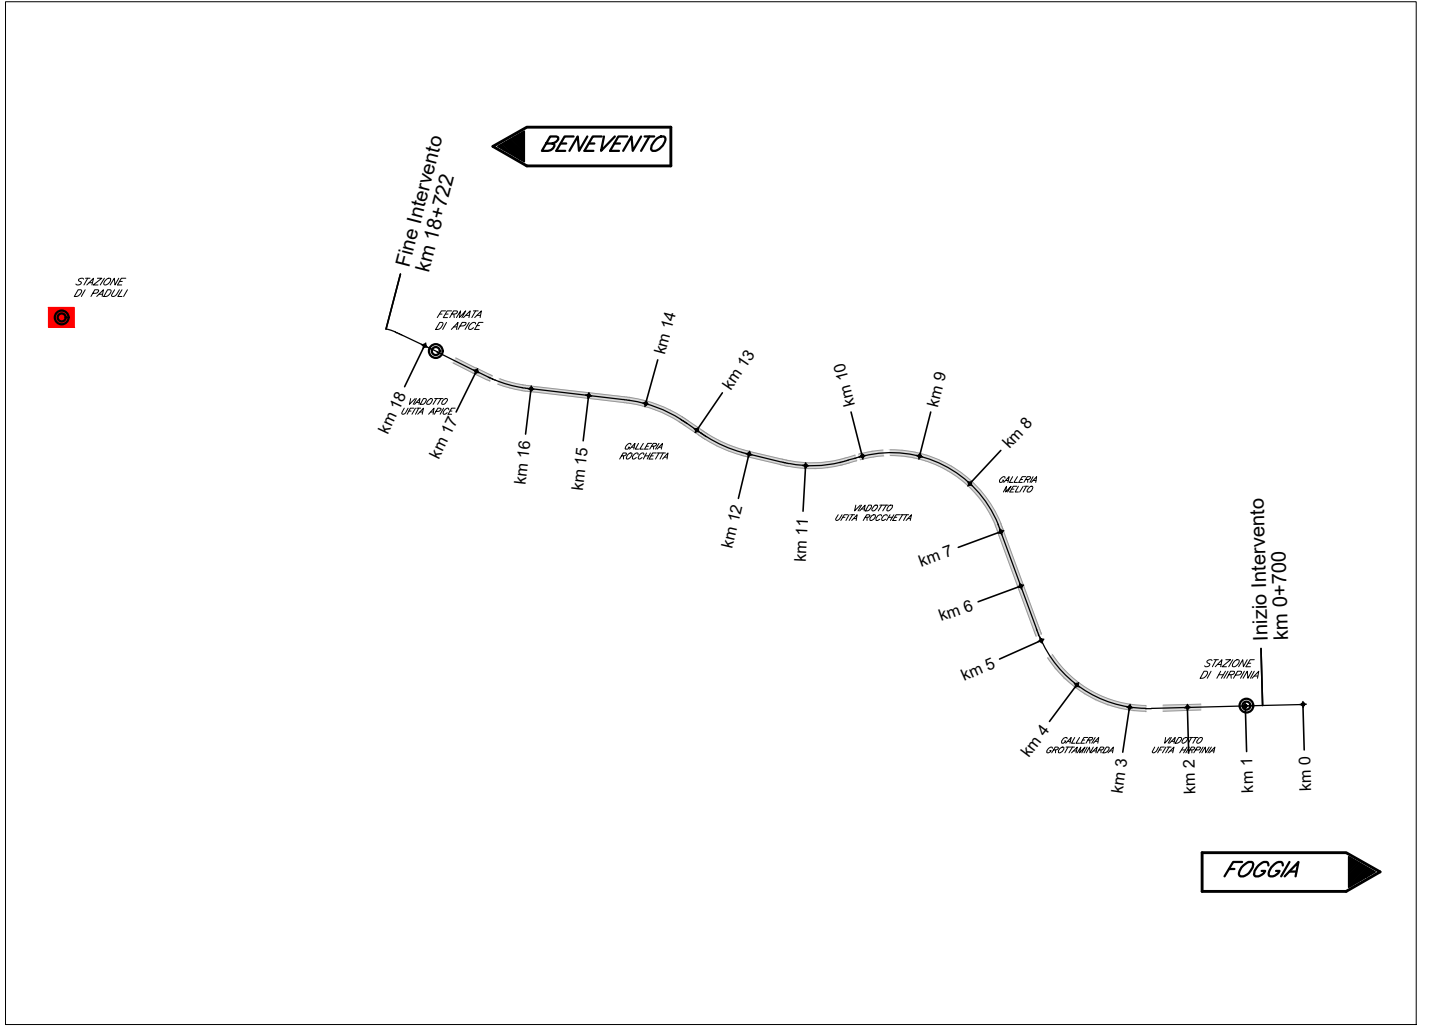 BENEVENTO
Fine Intervento
km 18+722
STAZIONE
DI PADULI
FERMATA
DI APICE
km 18
VIADOTTO
UFITA APICE
km 17
km 16
km 15
km 14
GALLERIA
ROCCHETTA
km 13
km 12
km 11
km 10
VIADOTTO
UFITA ROCCHETTA
km 9
km 8
GALLERIA
MELITO
km 7
km 6
km 5
km 4
GALLERIA
GROTTAMINARDA
km 3
VIADOTTO
UFITA HIRPINIA
km 2
STAZIONE
DI HIRPINIA
Inizio Intervento
km 0+700
km 1
km 0
FOGGIA